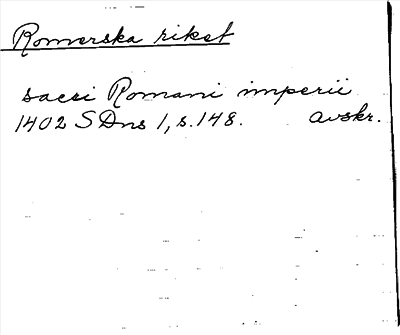 Romerska riket
sacri Romani imperii
1402 SDns 1, s. 148. avskr.